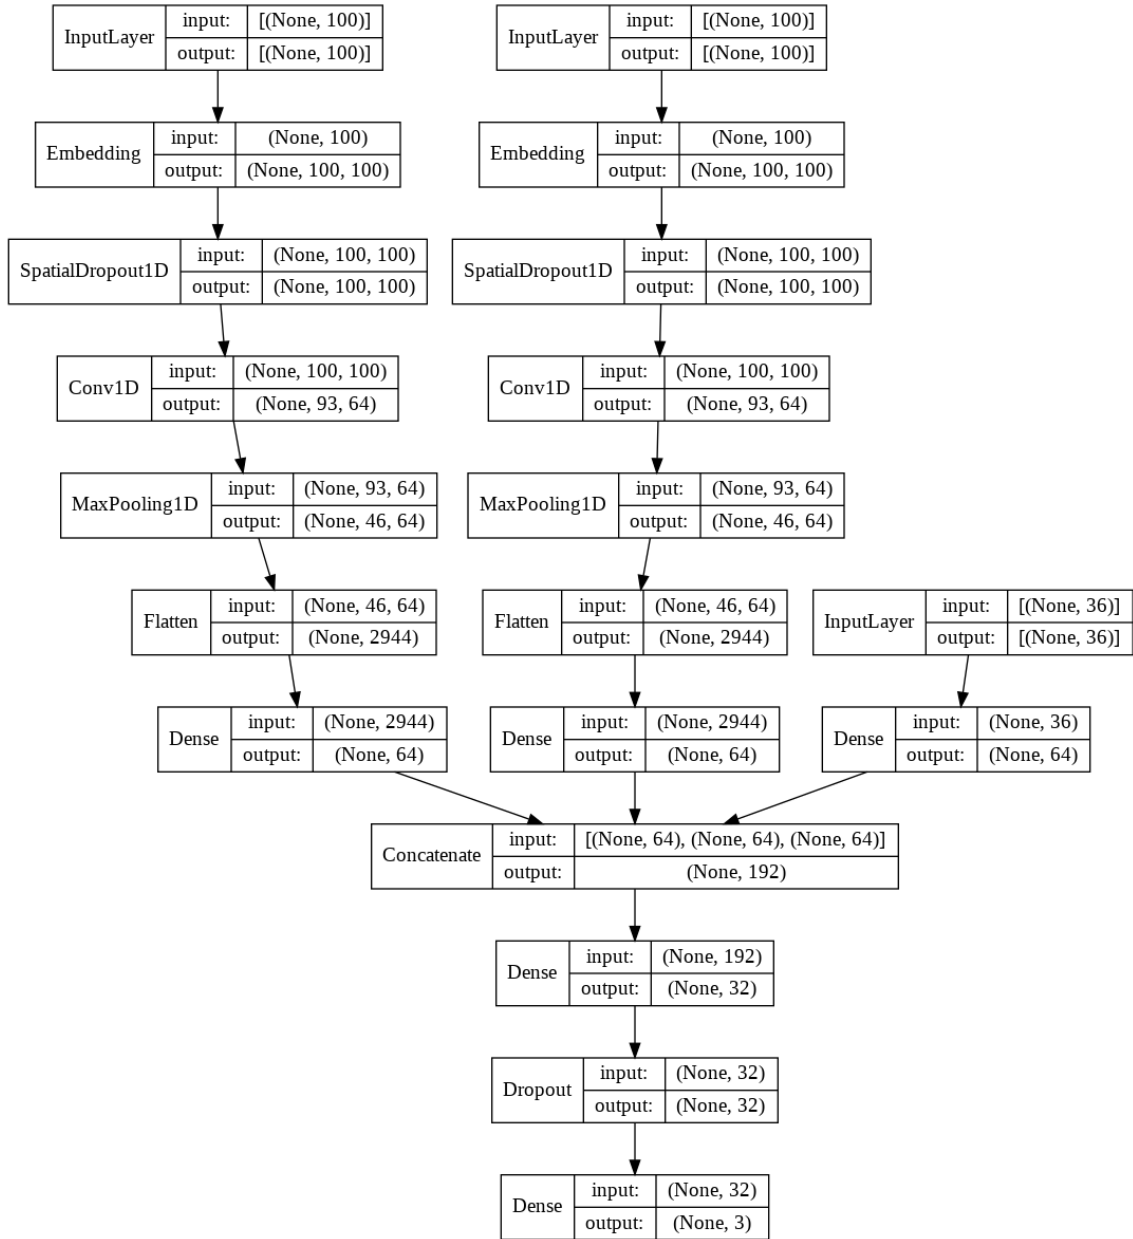 InputLayer input: [(None, 100)]
output: [(None, 100)]
InputLayer input: [(None, 100)]
output: [(None, 100)]
Embedding input: (None, 100)
output: (None, 100, 100)
Embedding input: (None, 100)
output: (None, 100, 100)
SpatialDropout1D input: (None, 100, 100)
output: (None, 100, 100)
SpatialDropout1D input: (None, 100, 100)
output: (None, 100, 100)
Conv1D input: (None, 100, 100)
output: (None, 93, 64)
Conv1D input: (None, 100, 100)
output: (None, 93, 64)
MaxPooling1D input: (None, 93, 64)
output: (None, 46, 64)
MaxPooling1D input: (None, 93, 64)
output: (None, 46, 64)
Flatten input: (None, 46, 64)
output: (None, 2944)
Flatten input: (None, 46, 64)
output: (None, 2944)
InputLayer input: [(None, 36)]
output: [(None, 36)]
Dense input: (None, 2944)
output: (None, 64)
Dense input: (None, 2944)
output: (None, 64)
Dense input: (None, 36)
output: (None, 64)
Concatenate input: [(None, 64), (None, 64), (None, 64)]
output: (None, 192)
Dense input: (None, 192)
output: (None, 32)
Dropout input: (None, 32)
output: (None, 32)
Dense input: (None, 32)
output: (None, 3)